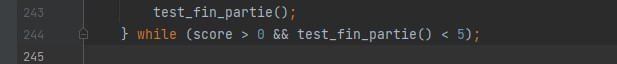 243 test_fin_partie();
244 } while (score > 0 && test_fin_partie() < 5);
245